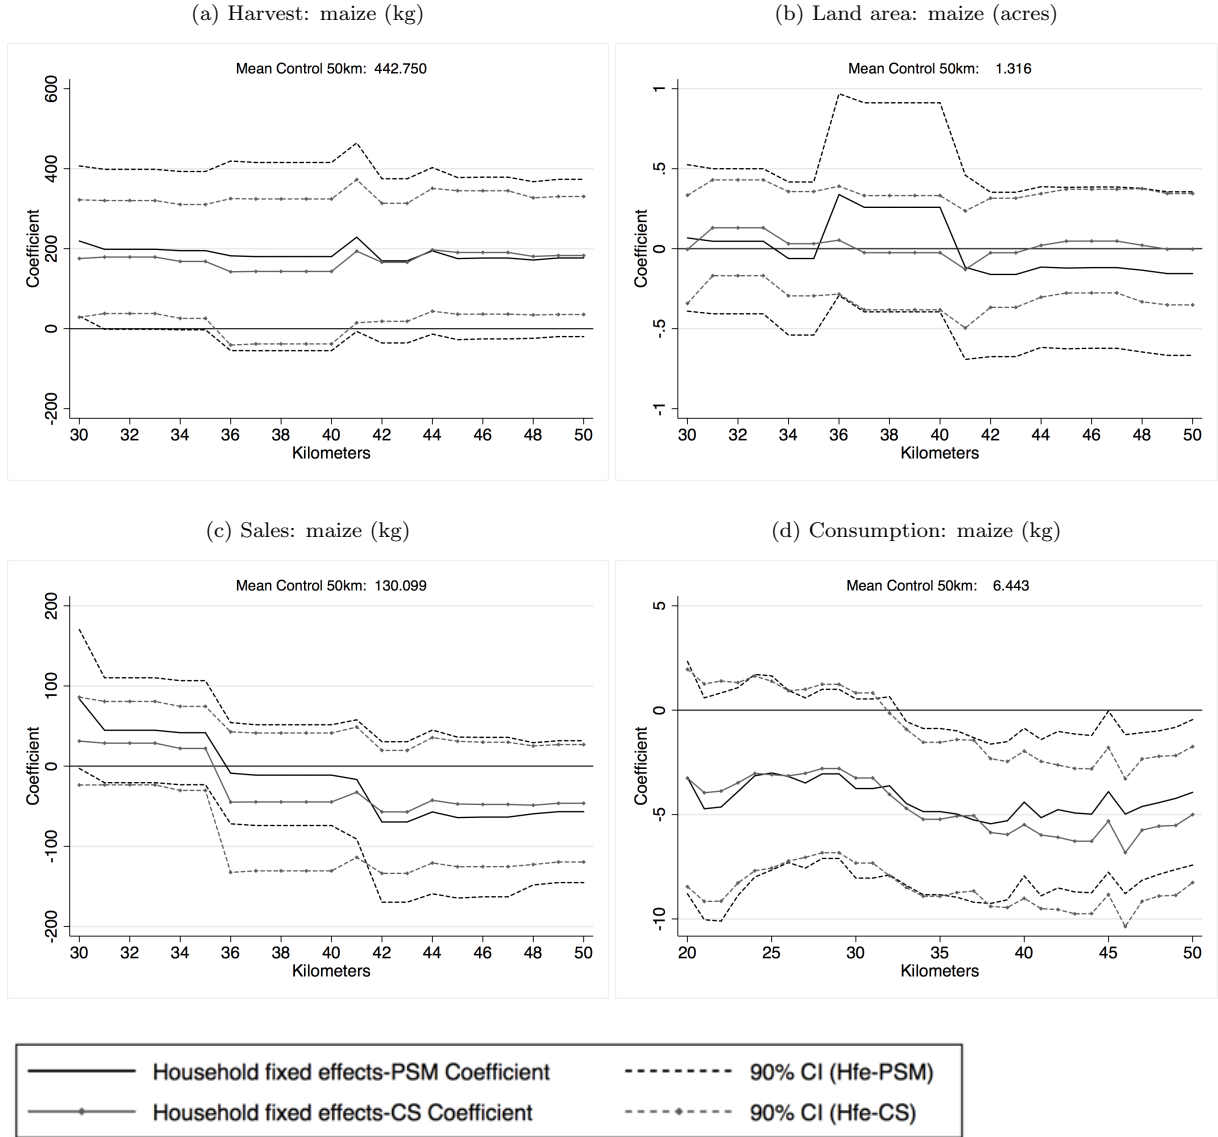 (a) Harvest: maize (kg)
Mean Control 50km: 442.750
Coefficient
600
400
200
0
-200
30 32 34 36 38 40 42 44 46 48 50
Kilometers
(b) Land area: maize (acres)
Mean Control 50km: 1.316
Coefficient
1
.5
0
-.5
-1
30 32 34 36 38 40 42 44 46 48 50
Kilometers
(c) Sales: maize (kg)
Mean Control 50km: 130.099
Coefficient
200
100
0
-100
-200
30 32 34 36 38 40 42 44 46 48 50
Kilometers
(d) Consumption: maize (kg)
Mean Control 50km: 6.443
Coefficient
5
0
-5
-10
20 25 30 35 40 45 50
Kilometers
Household fixed effects-PSM Coefficient
90% CI (Hfe-PSM)
Household fixed effects-CS Coefficient
90% CI (Hfe-CS)